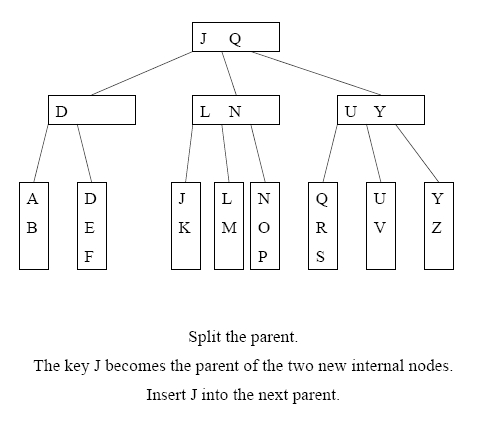 J Q
D
L N
U Y
A
B
D
E
F
J
K
L
M
N
O
P
Q
R
S
U
V
Y
Z
Split the parent.
The key J becomes the parent of the two new internal nodes.
Insert J into the next parent.